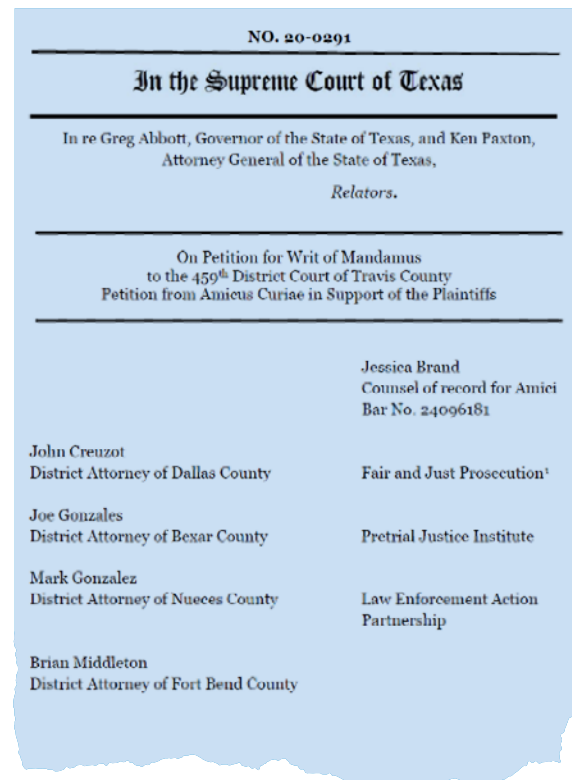 NO. 20-0291
In the Supreme Court of Texas
In re Greg Abbott, Governor of the State of Texas, and Ken Paxton,
Attorney General of the State of Texas,
Relators.
On Petition for Writ of Mandamus
to the 459th District Court of Travis County
Petition from Amicus Curiae in Support of the Plaintiffs
Jessica Brand
Counsel of record for Amici
Bar No. 24096181
John Creuzot
District Attorney of Dallas County
Fair and Just Prosecution¹
Joe Gonzales
District Attorney of Bexar County
Pretrial Justice Institute
Mark Gonzalez
District Attorney of Nueces County
Law Enforcement Action
Partnership
Brian Middleton
District Attorney of Fort Bend County